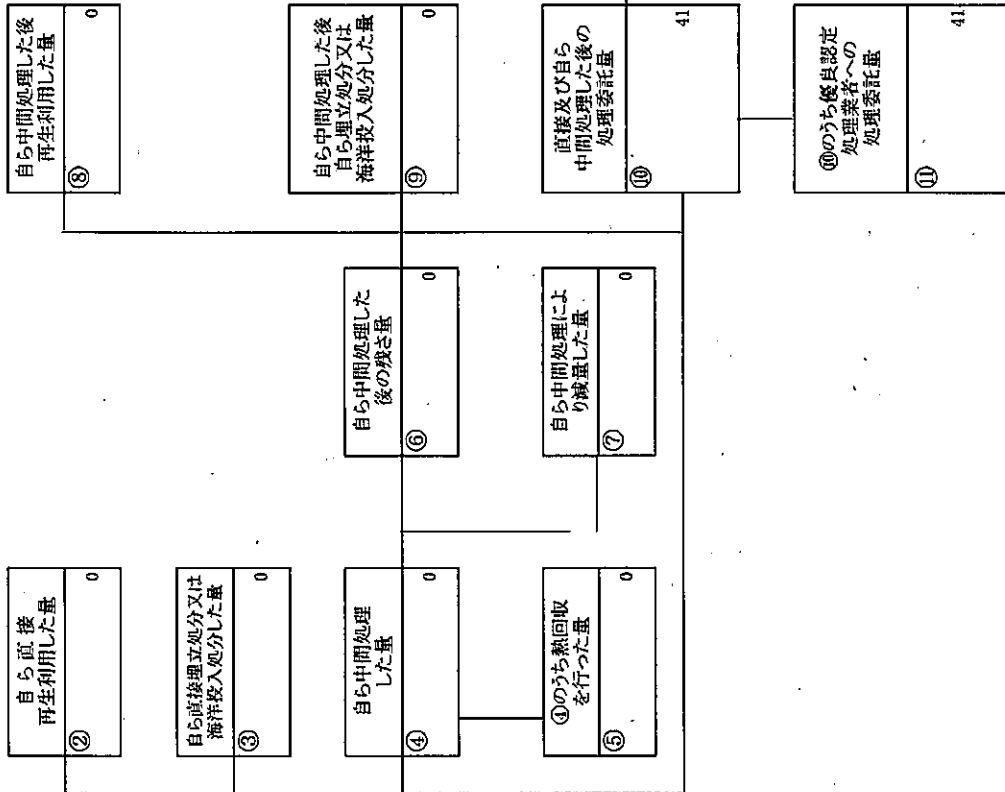 自ら直接
再生利用した量
②
0
自ら直接埋立処分又は
海洋投入処分した量
③
0
自ら中間処理
した量
④
0
④のうち熱回収
を行った量
⑤
0
自ら中間処理した
後の残さ量
⑥
0
自ら中間処理によ
り減量した量
⑦
0
自ら中間処理した後
再生利用した量
⑧
0
自ら中間処理した後
自ら埋立処分又は
海洋投入処分した量
⑨
0
直接及び自ら
中間処理した後の
処理委託量
⑩
41
⑩のうち優良認定
処理業者への
処理委託量
⑪
41